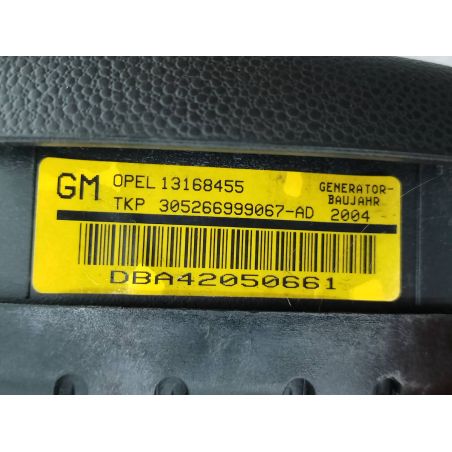 GM OPEL 13168455 GENERATOR-
BAUJAHR
TKP 305266999067-AD 2004
DBA42050661